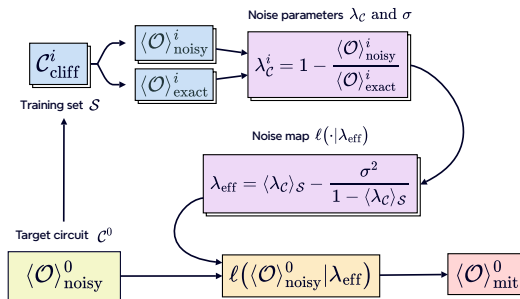 Noise parameters λ_𝒞 and σ
𝒞^i_cliff
⟨𝒪⟩^i_noisy
⟨𝒪⟩^i_exact
λ^i_𝒞 = 1 − ⟨𝒪⟩^i_noisy / ⟨𝒪⟩^i_exact
Training set 𝒮
Noise map ℓ(·|λ_eff)
λ_eff = ⟨λ_𝒞⟩_𝒮 − σ² / (1 − ⟨λ_𝒞⟩_𝒮)
Target circuit 𝒞^0
⟨𝒪⟩^0_noisy
ℓ(⟨𝒪⟩^0_noisy|λ_eff)
⟨𝒪⟩^0_mit